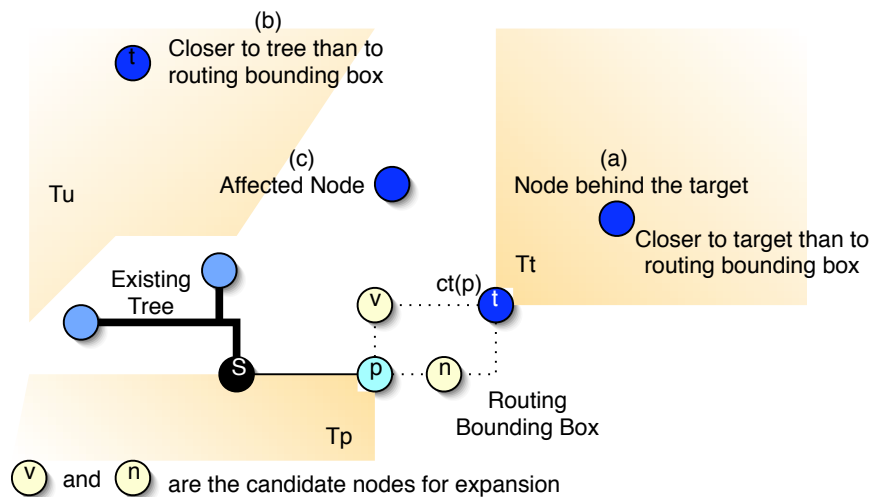 (b)
t
Closer to tree than to
routing bounding box
(c)
Affected Node
(a)
Node behind the target
Tu
Closer to target than to
routing bounding box
Tt
Existing
Tree
ct(p)
v
t
S
p
n
Routing
Bounding Box
Tp
v and n are the candidate nodes for expansion